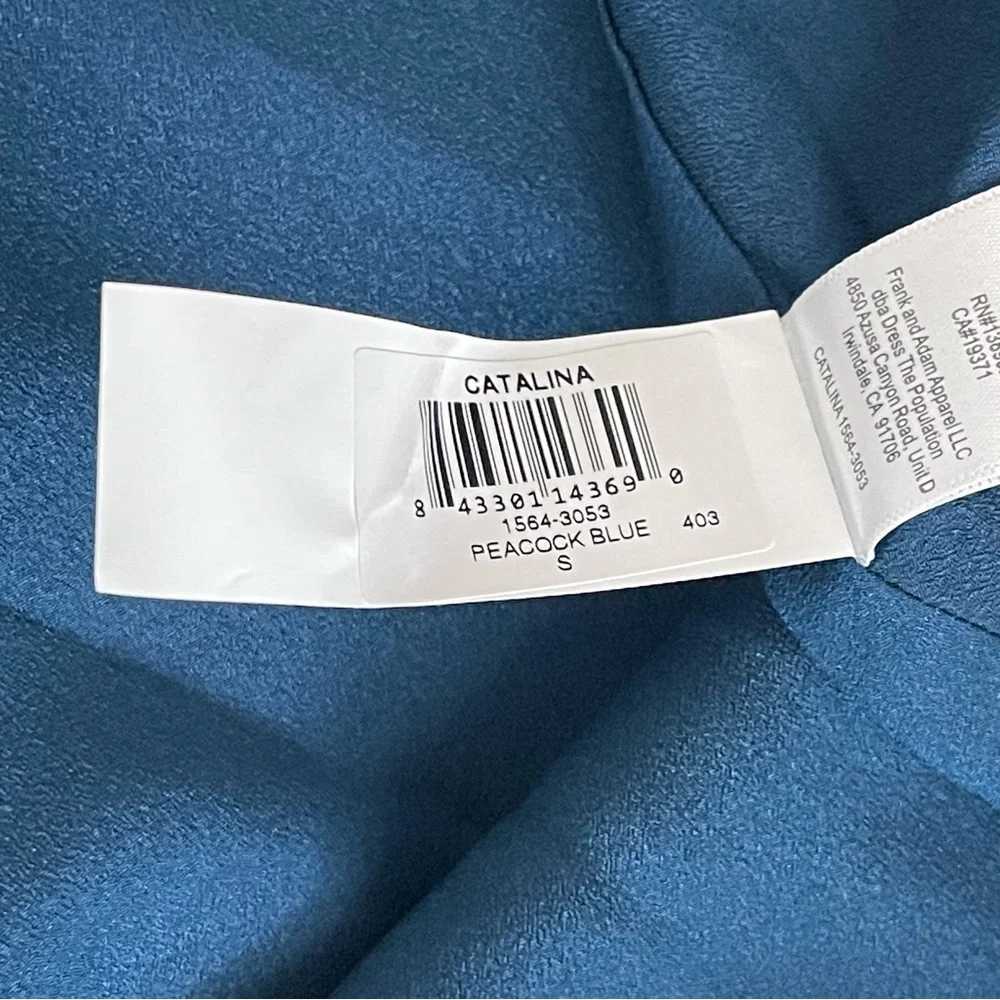 CATALINA
8 43301 14369 0
1564-3053
PEACOCK BLUE 403
S
CA#19371
Frank and Adam Apparel LLC
dba Dress The Population
4850 Azusa Canyon Road, Unit D
Irwindale, CA 91706
CATALINA 1564-3053